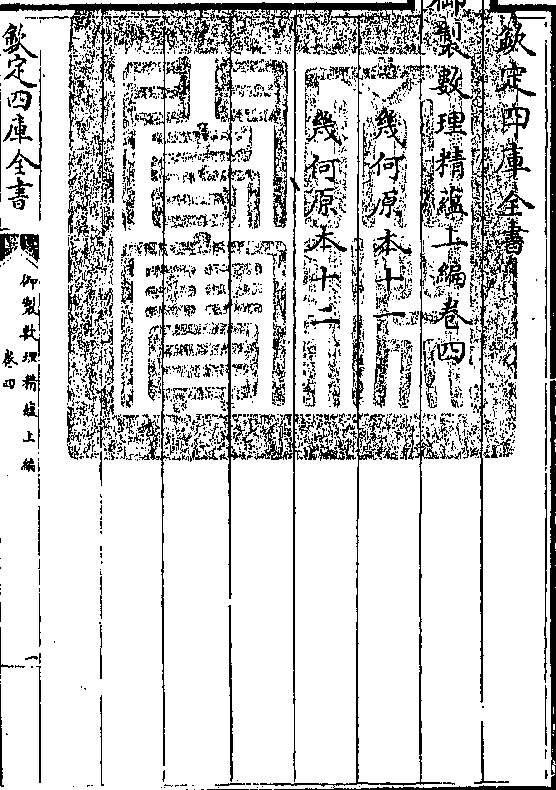 欽定四庫全書
御製數理精蘊上編卷四
幾何原本十一
幾何原本十二
欽定四庫全書
御製數理精蘊上編
卷四
一